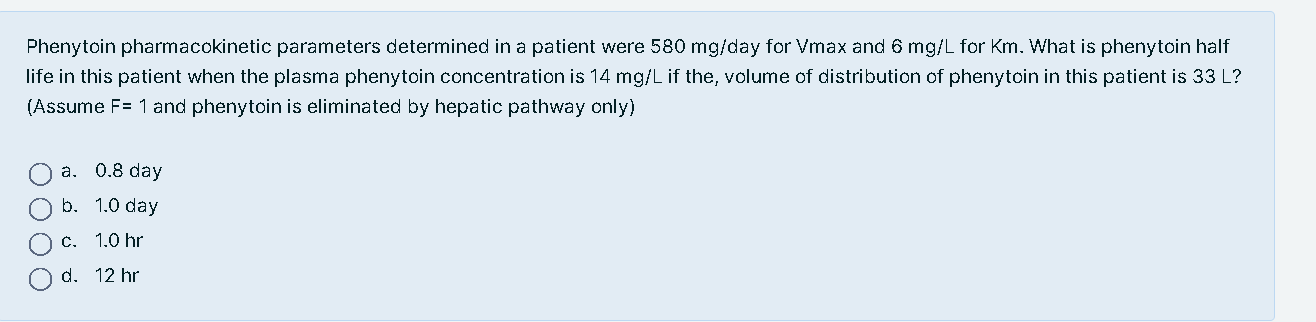 Phenytoin pharmacokinetic parameters determined in a patient were 580 mg/day for Vmax and 6 mg/L for Km. What is phenytoin half
life in this patient when the plasma phenytoin concentration is 14 mg/L if the, volume of distribution of phenytoin in this patient is 33 L?
(Assume F= 1 and phenytoin is eliminated by hepatic pathway only)
a. 0.8 day
b. 1.0 day
c. 1.0 hr
d. 12 hr